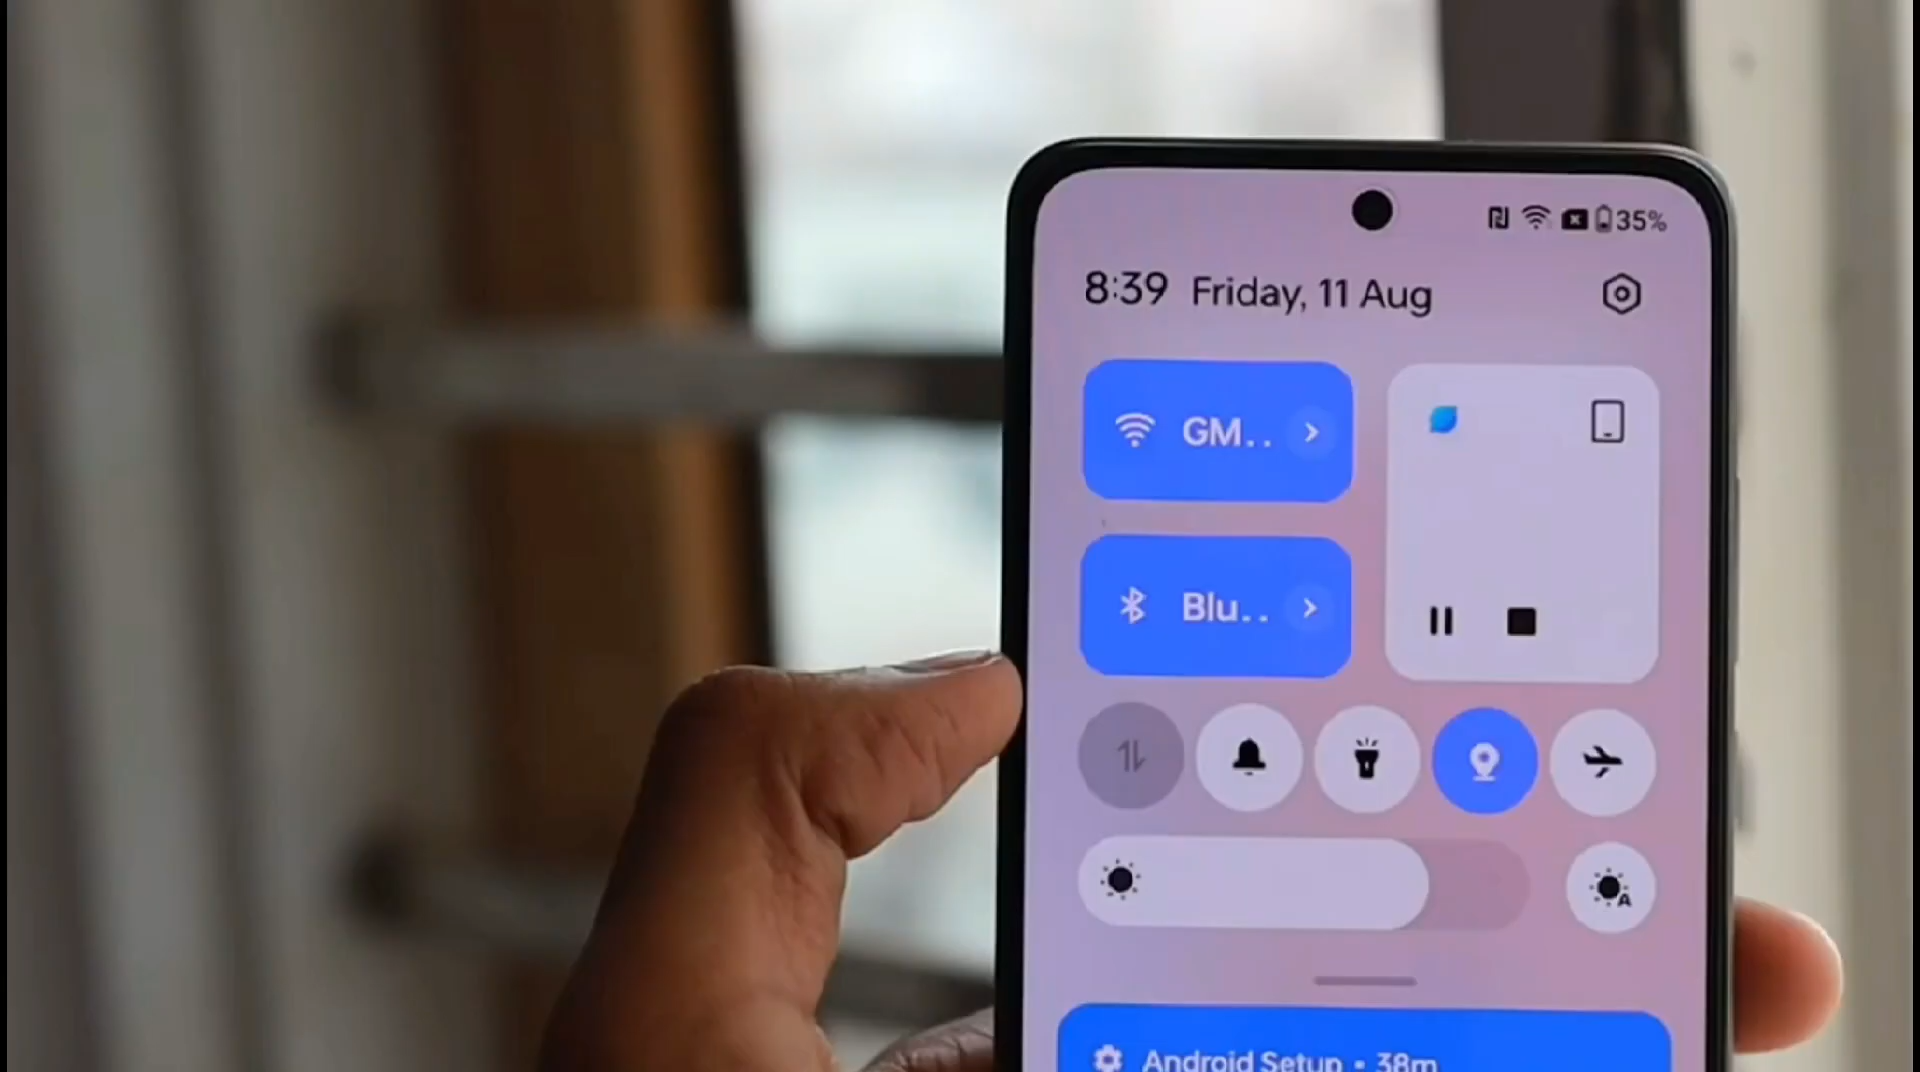 35%
8:39 Friday, 11 Aug
GM..
Blu..
A
Android Setup • 38m